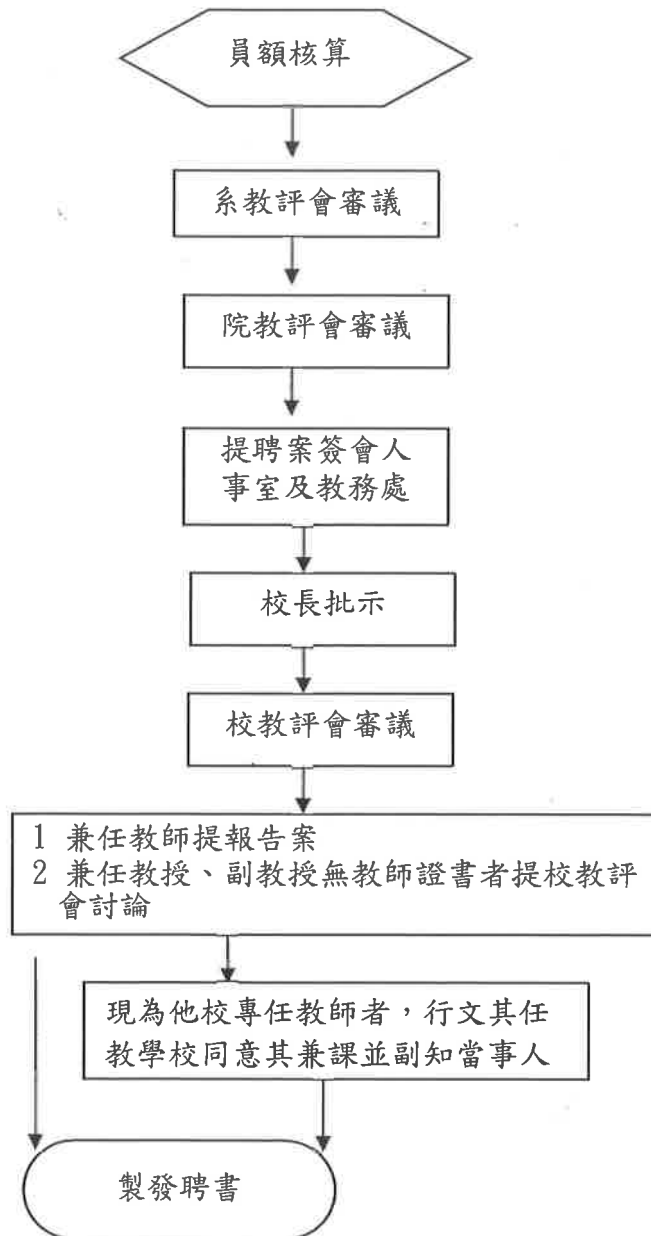 員額核算
系教評會審議
院教評會審議
提聘案簽會人
事室及教務處
校長批示
校教評會審議
1 兼任教師提報告案
2 兼任教授、副教授無教師證書者提校教評
會討論
現為他校專任教師者，行文其任
教學校同意其兼課並副知當事人
製發聘書